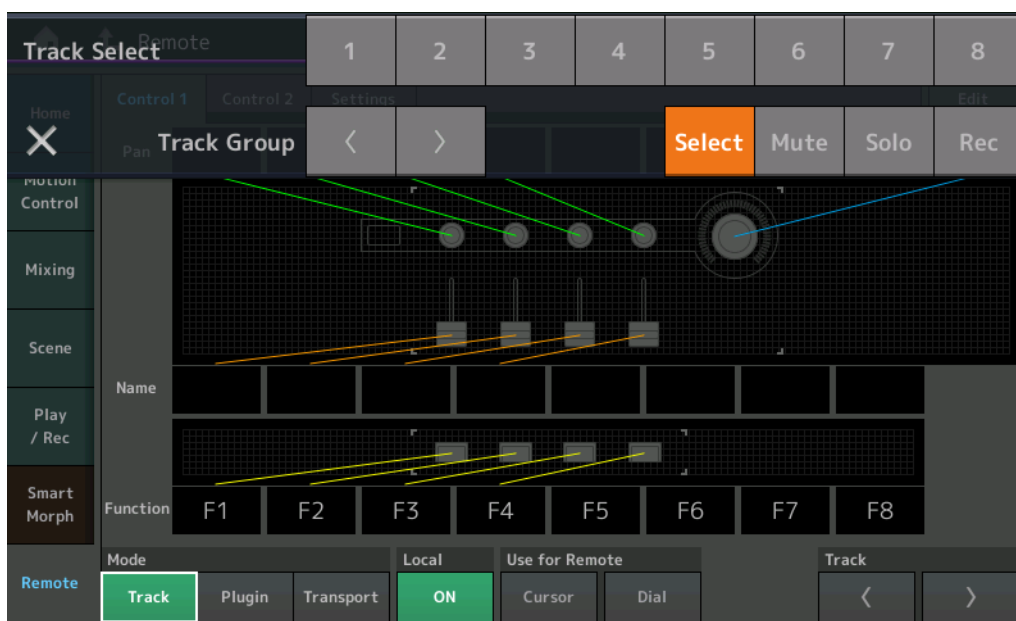 Remote
Track Select 1 2 3 4 5 6 7 8
Control 1 Control 2 Settings Edit
Home
Pan Track Group < > Select Mute Solo Rec
Motion
Control
Mixing
Scene
Name
Play
/ Rec
Smart
Morph
Function F1 F2 F3 F4 F5 F6 F7 F8
Mode Local Use for Remote Track
Remote
Track Plugin Transport ON Cursor Dial < >